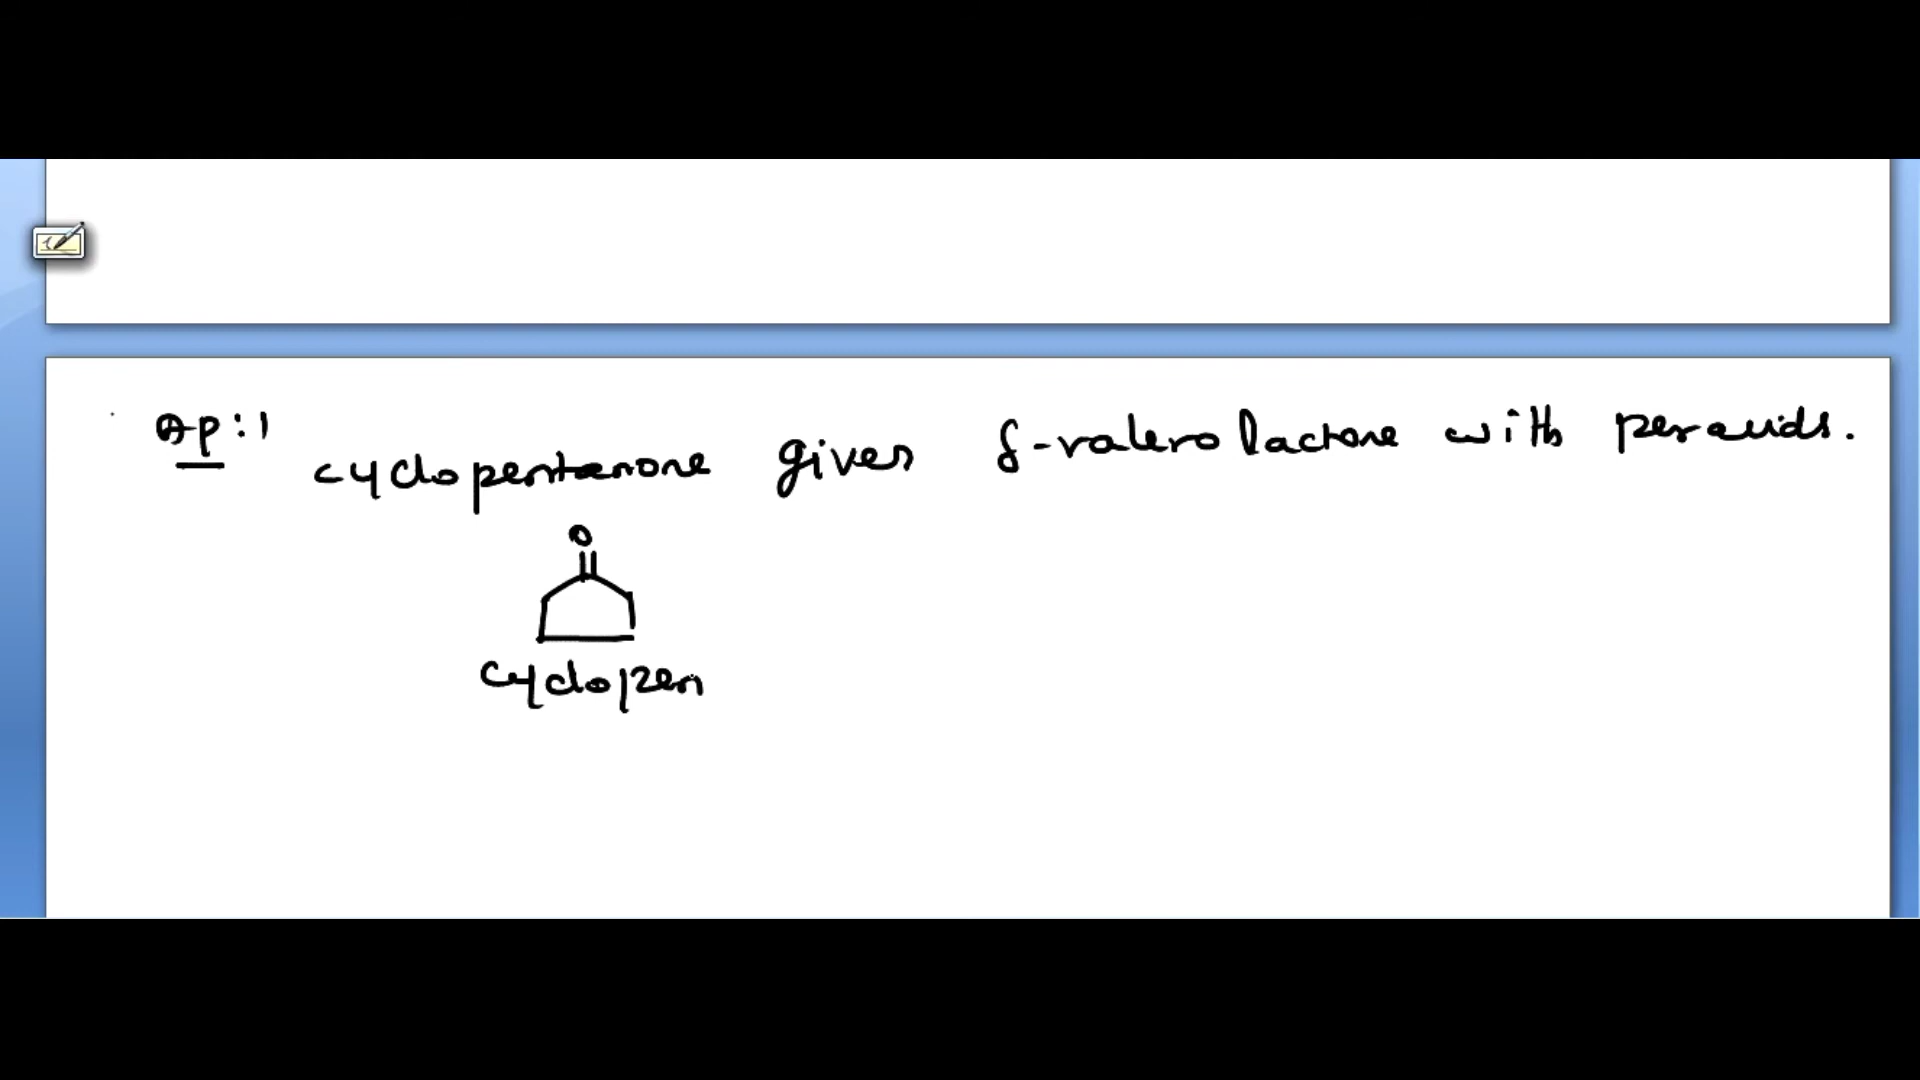 Ap:1
cyclopentanone gives δ-valerolactone with peracids.
O
cyclopen